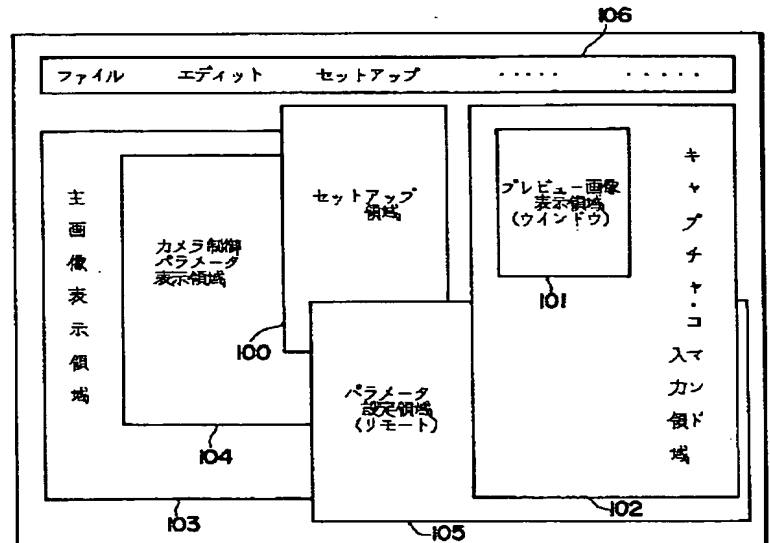 106
ファイル エディット セットアップ ・・・・・ ・・・・・
主画像表示領域
カメラ制御
パラメータ
表示領域
セットアップ
領域
プレビュー画像
表示領域
(ウインドウ)
キャプチャ・コマンド入力領域
101
100
パラメータ
設定領域
(リモート)
104
103
102
105